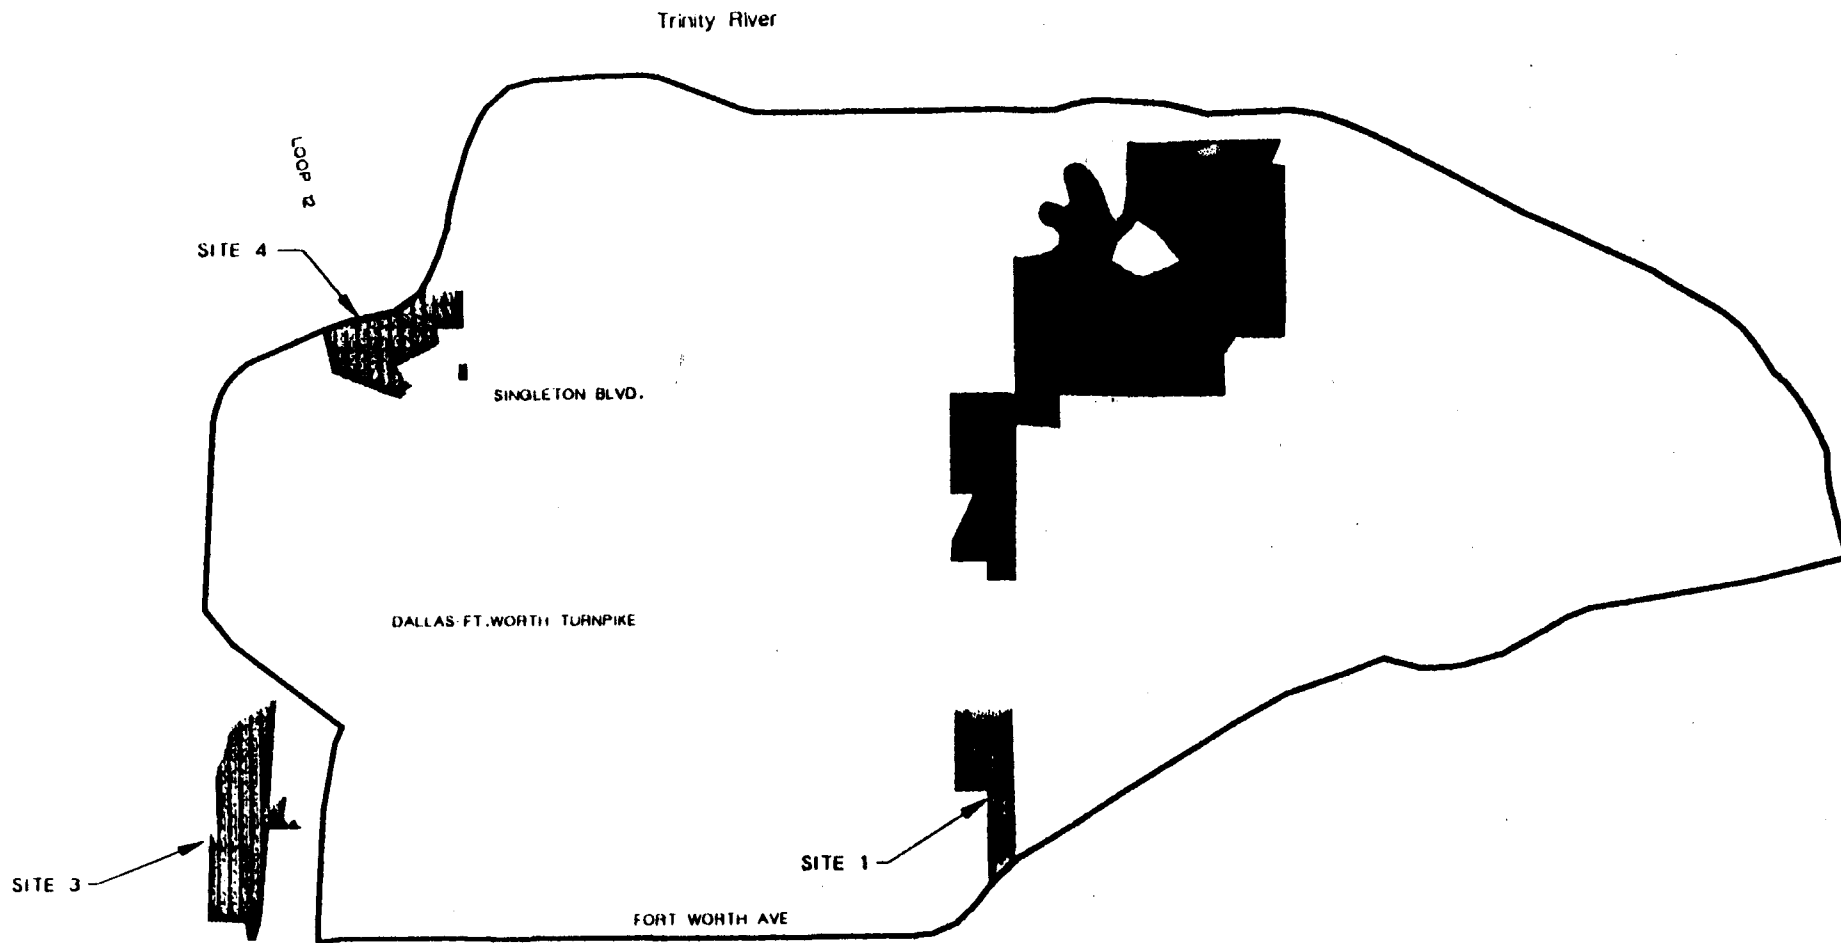 Trinity River
LOOP 12
SITE 4
SINGLETON BLVD.
DALLAS-FT.WORTH TURNPIKE
SITE 1
SITE 3
FORT WORTH AVE